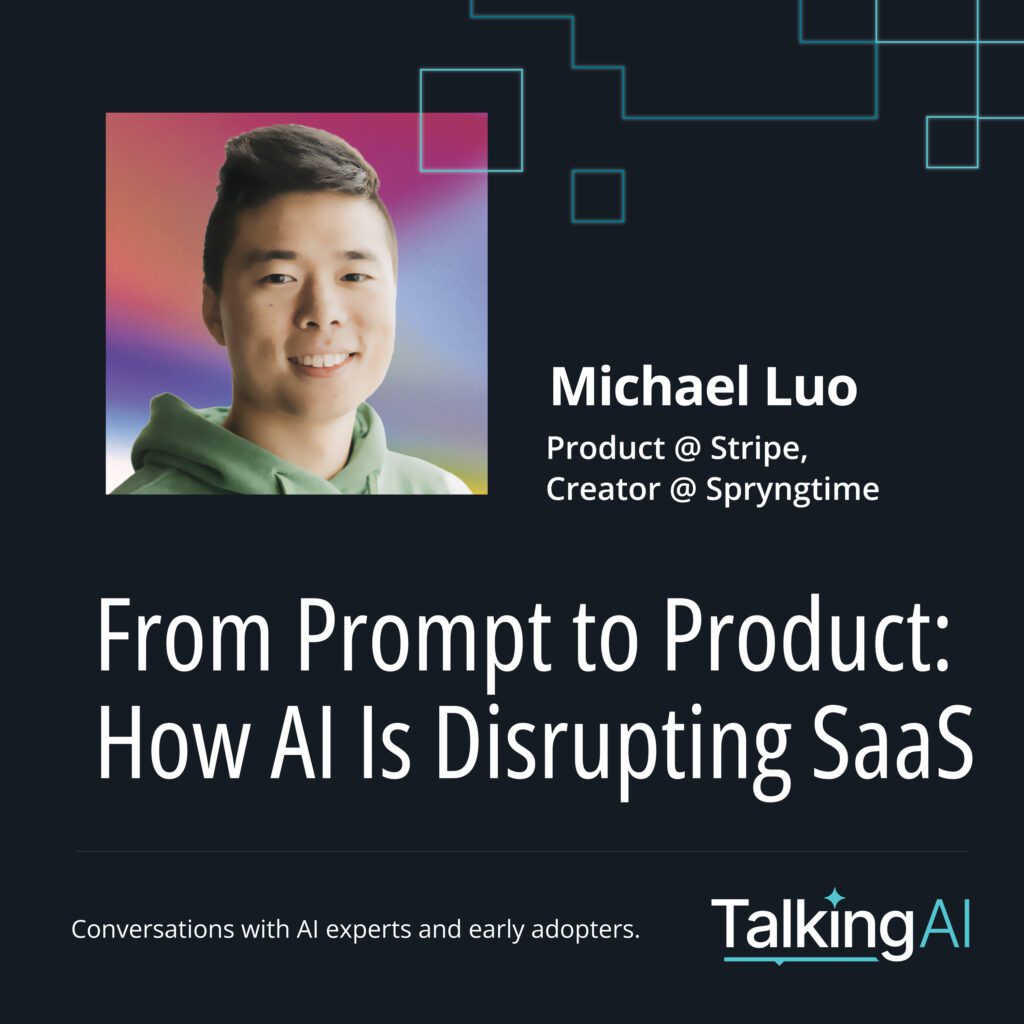 Michael Luo
Product @ Stripe,
Creator @ Spryngtime
From Prompt to Product:
How AI Is Disrupting SaaS
Conversations with AI experts and early adopters.
TalkingAI